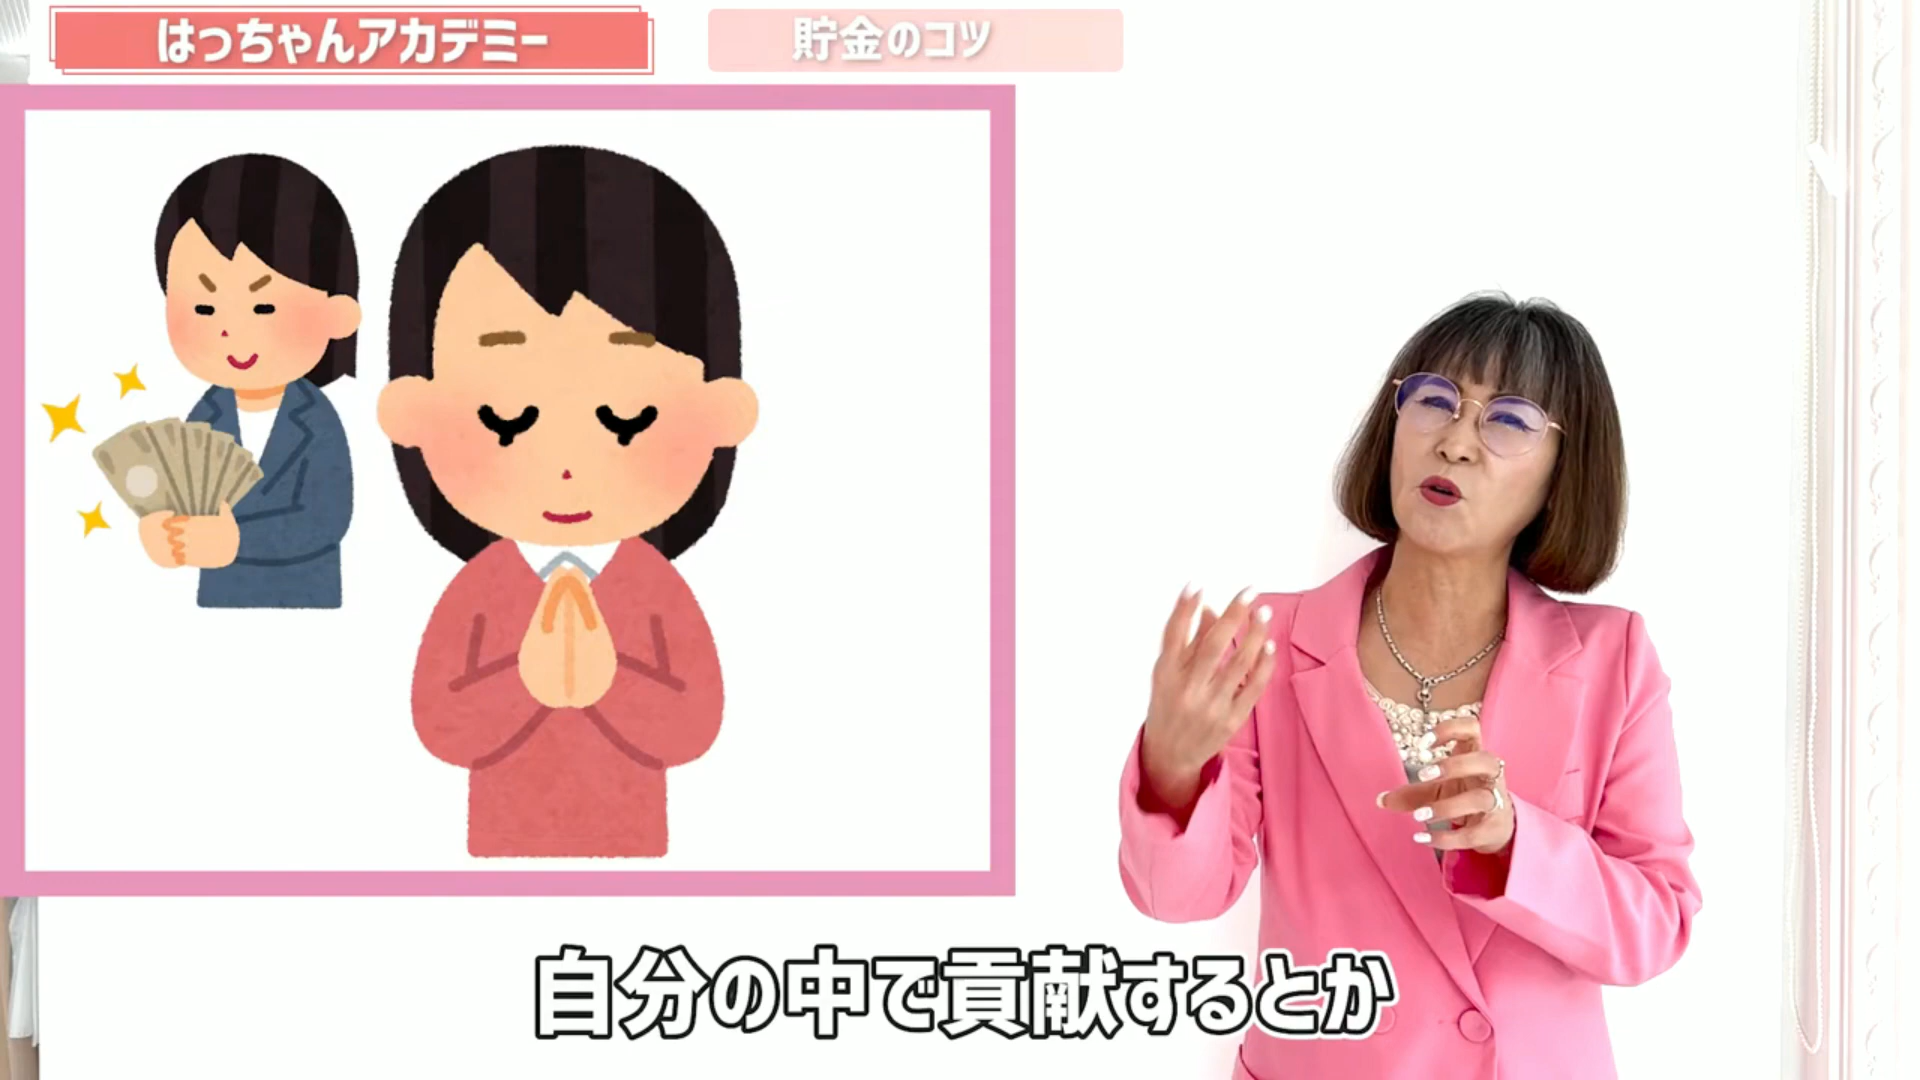 はっちゃんアカデミー
貯金のコツ
自分の中で貢献するとか